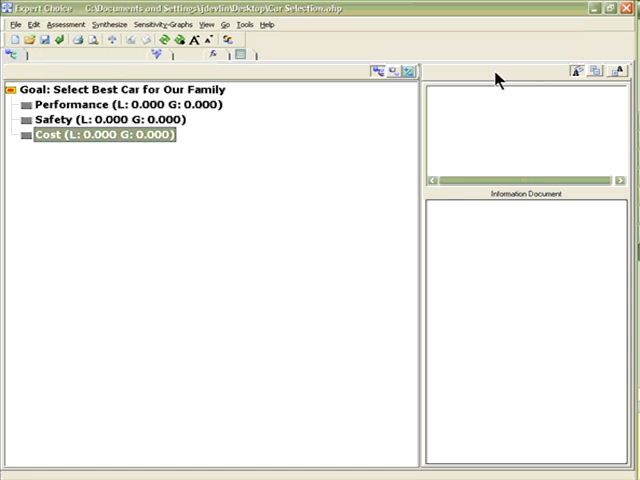 Expert Choice C:\Documents and Settings\jdevlin\Desktop\Car Selection.ahp
File Edit Assessment Synthesize Sensitivity-Graphs View Go Tools Help
Goal: Select Best Car for Our Family
Performance (L: 0.000 G: 0.000)
Safety (L: 0.000 G: 0.000)
Cost (L: 0.000 G: 0.000)
Information Document